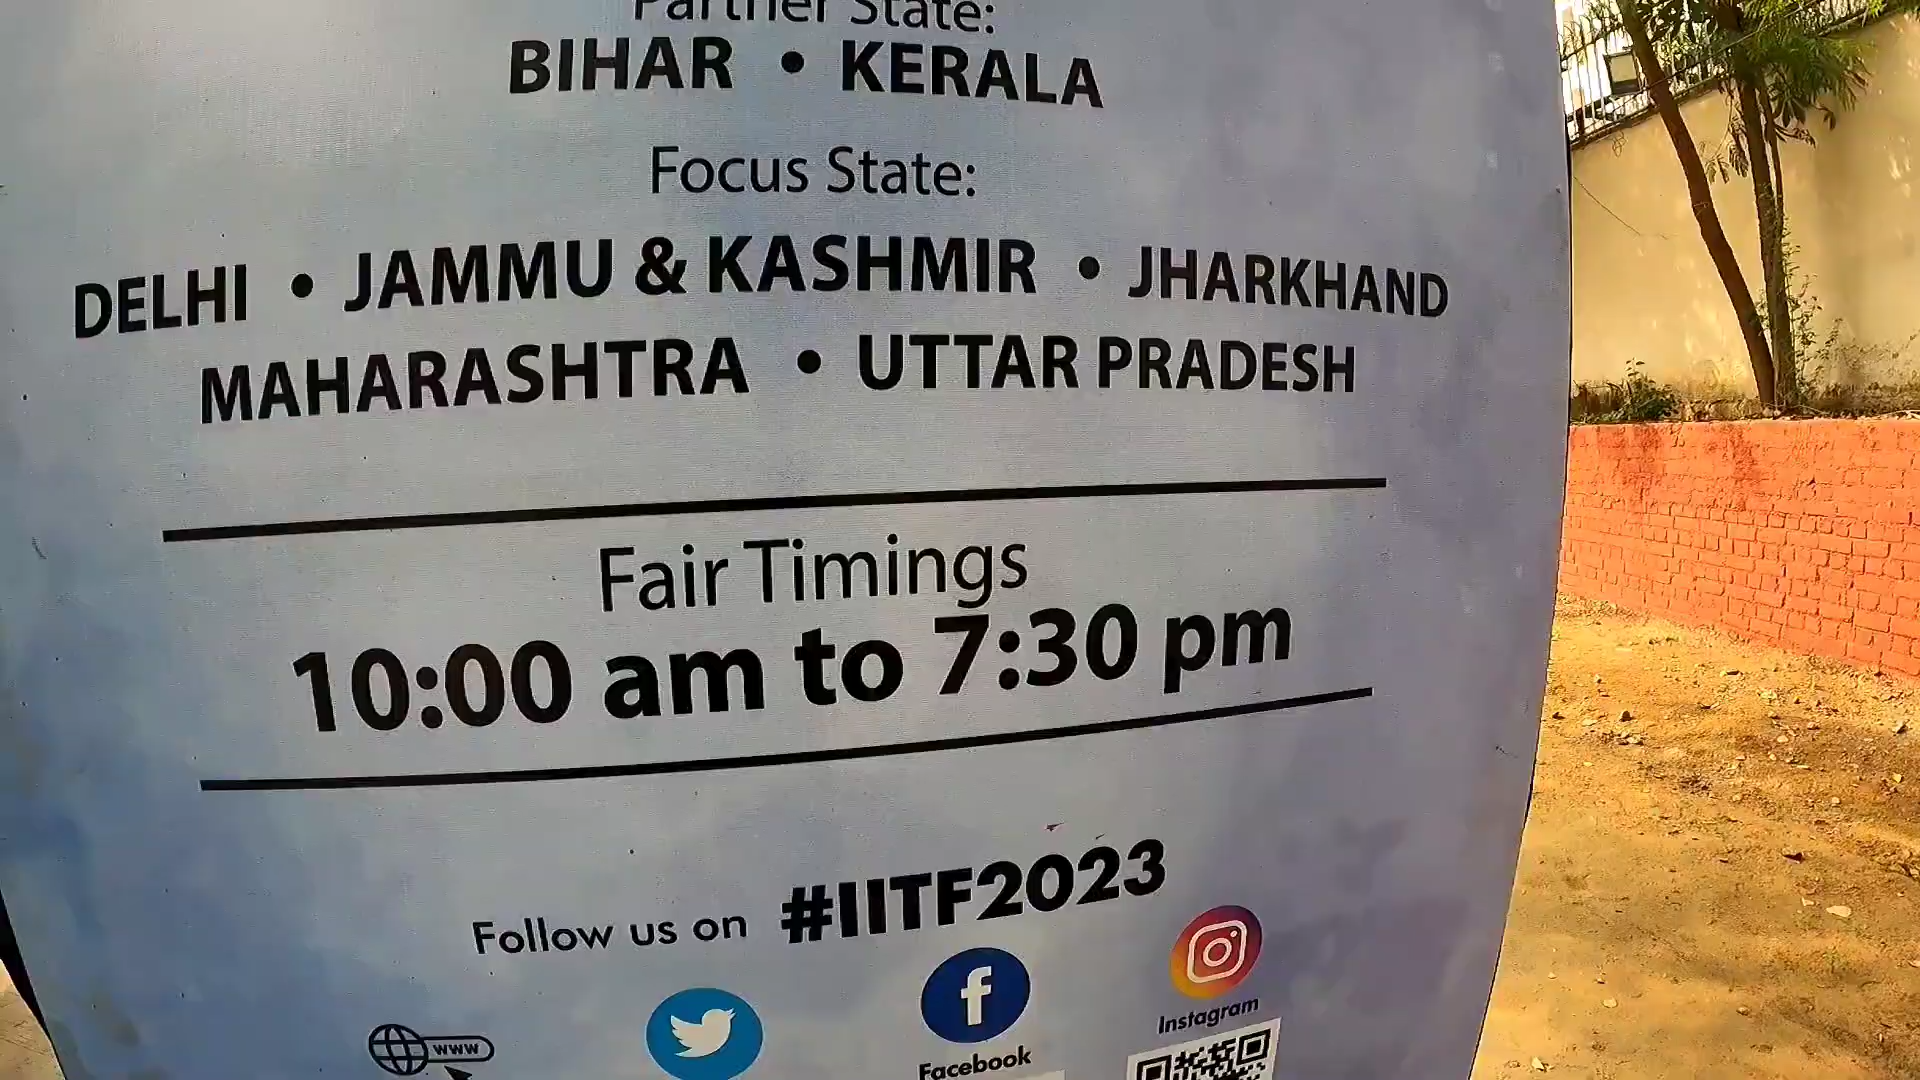 Partner State:
BIHAR • KERALA
Focus State:
DELHI • JAMMU & KASHMIR • JHARKHAND
MAHARASHTRA • UTTAR PRADESH
Fair Timings
10:00 am to 7:30 pm
Follow us on #IITF2023
www
Facebook
Instagram